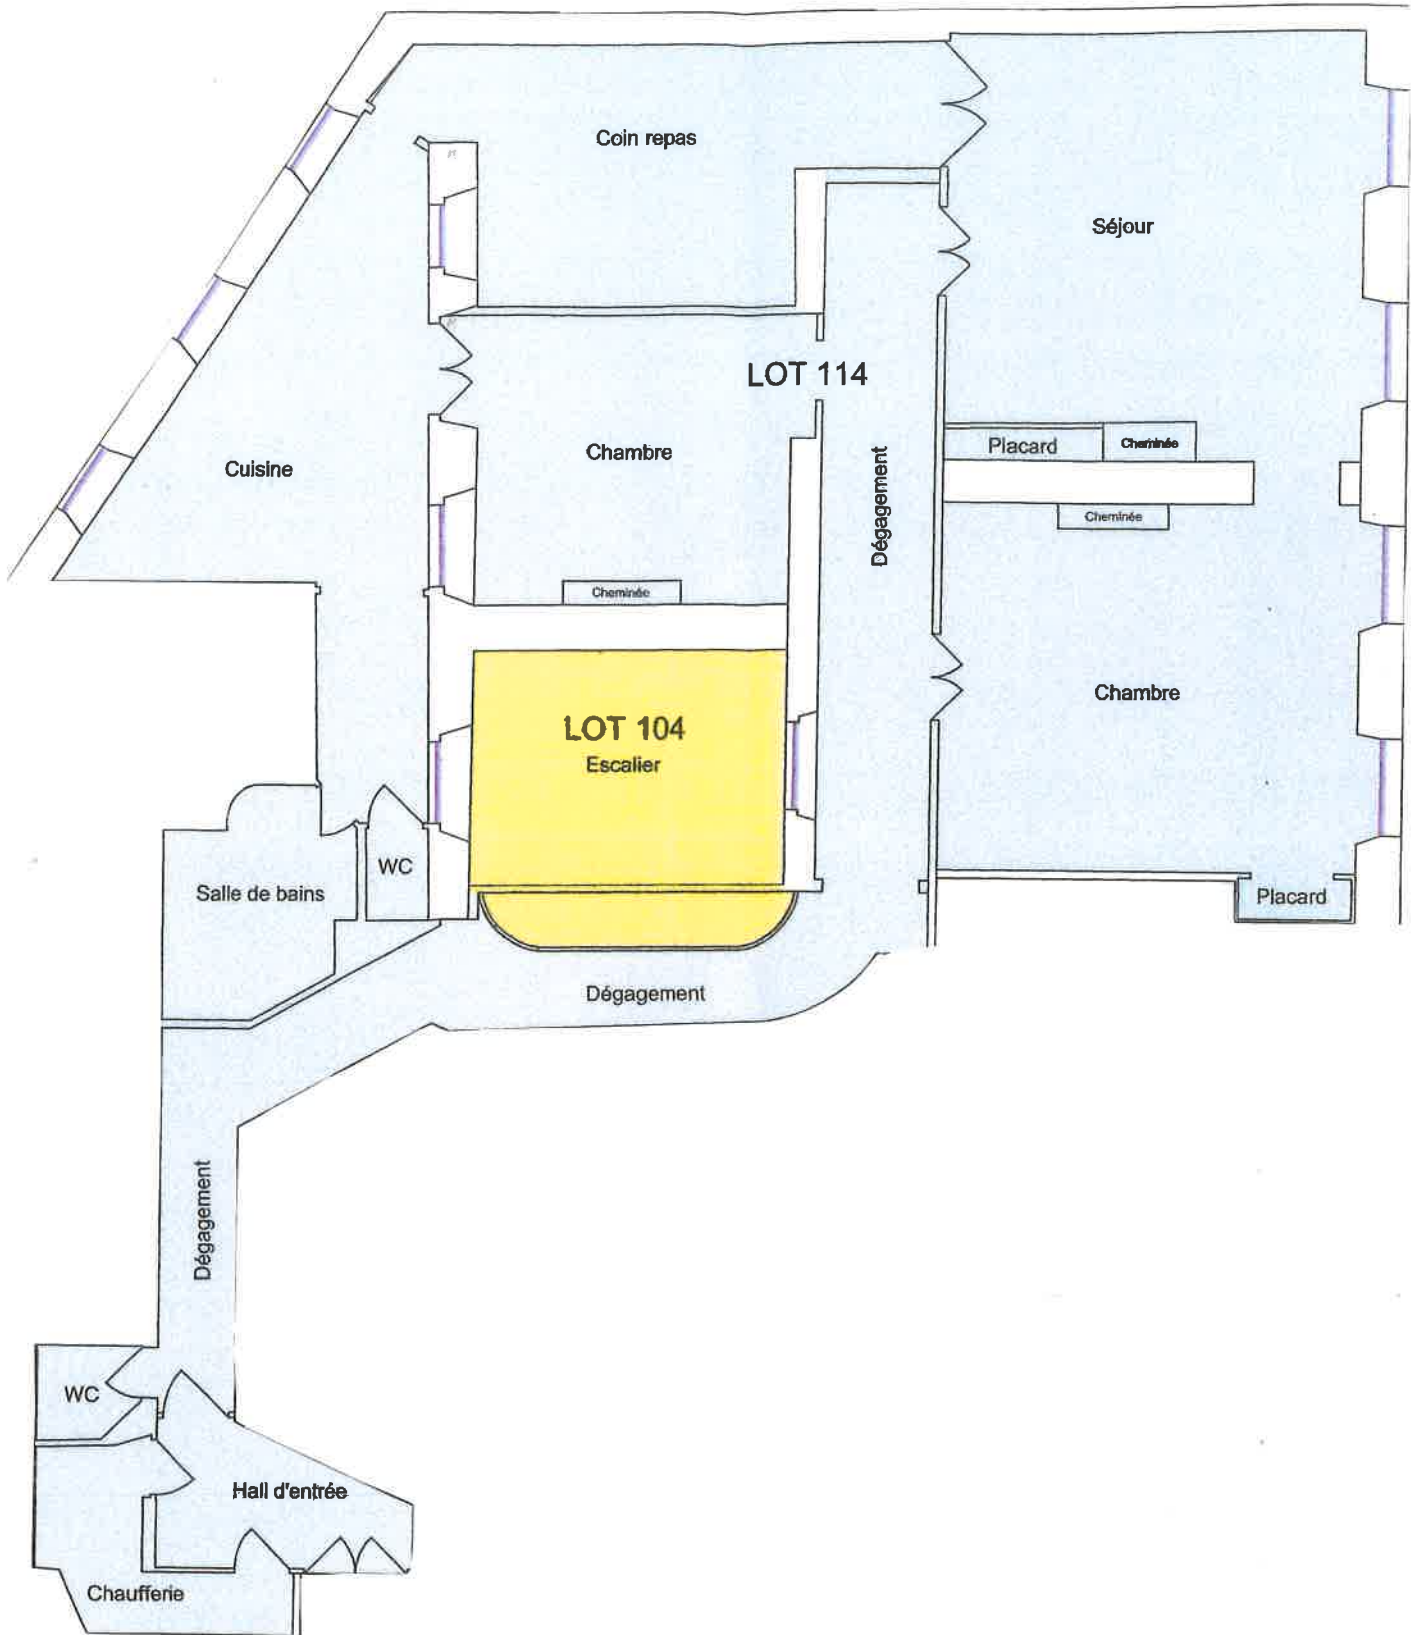 Coin repas
Séjour
LOT 114
Placard
Cheminée
Chambre
Cuisine
Dégagement
Cheminée
Cheminée
Chambre
LOT 104
Escalier
WC
Salle de bains
Placard
Dégagement
Dégagement
WC
Hall d'entrée
Chaufferie